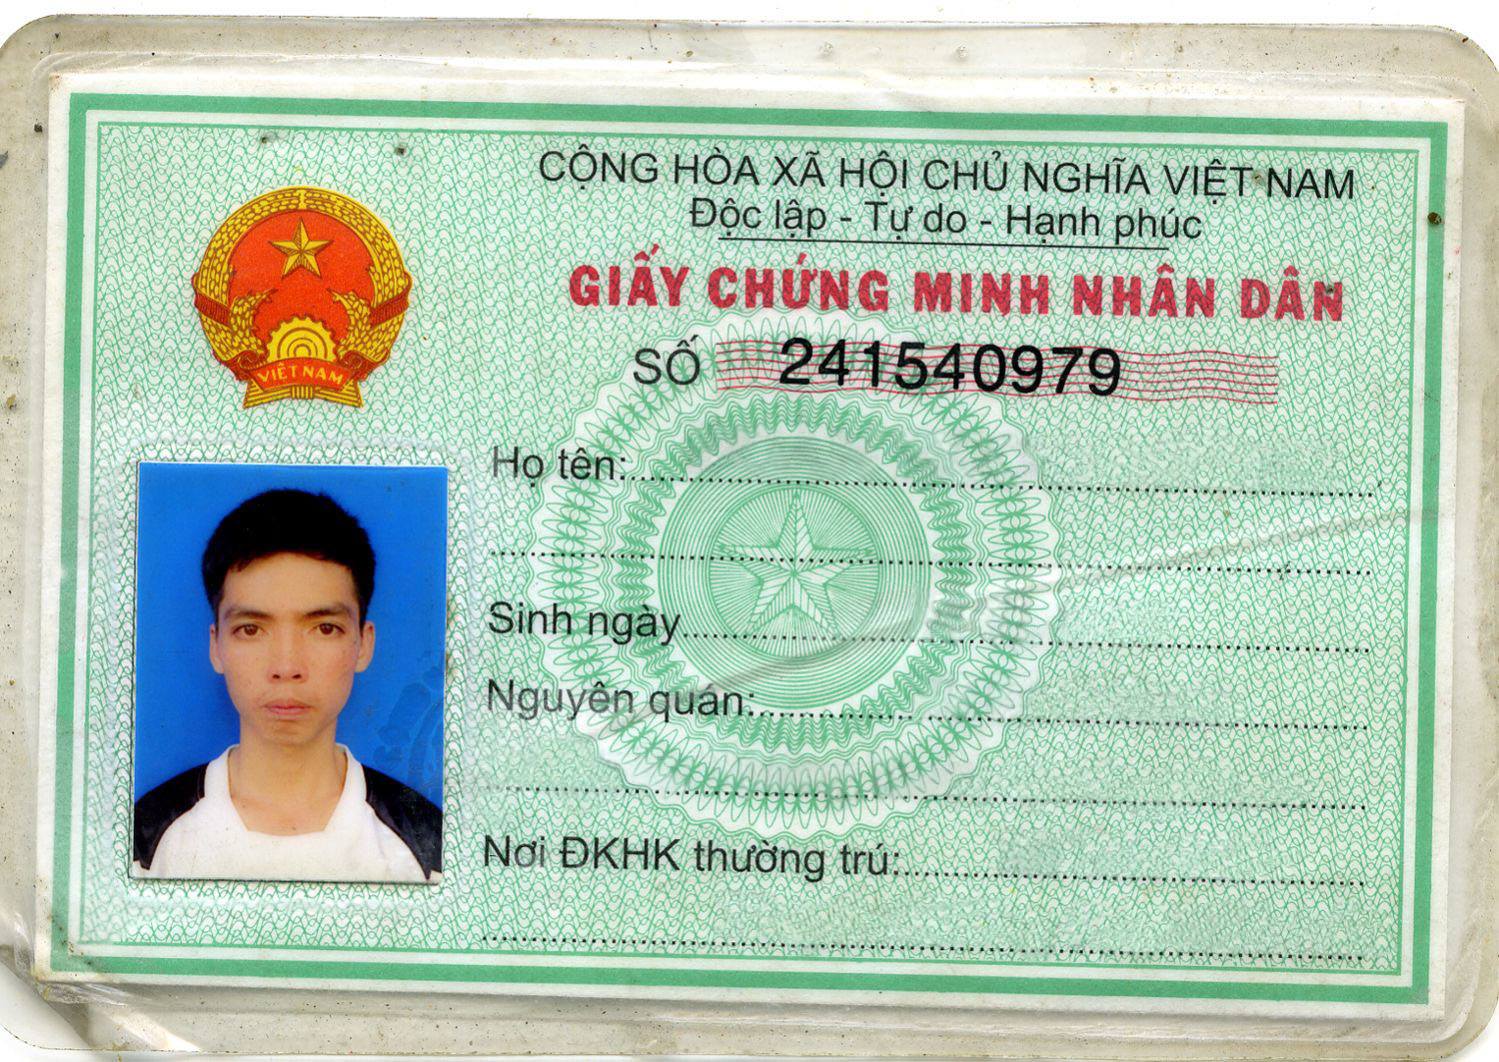 CỘNG HÒA XÃ HỘI CHỦ NGHĨA VIỆT NAM
Độc lập - Tự do - Hạnh phúc
GIẤY CHỨNG MINH NHÂN DÂN
SỐ 241540979
VIỆT NAM
Họ tên:
Sinh ngày
Nguyên quán:
Nơi ĐKHK thường trú: